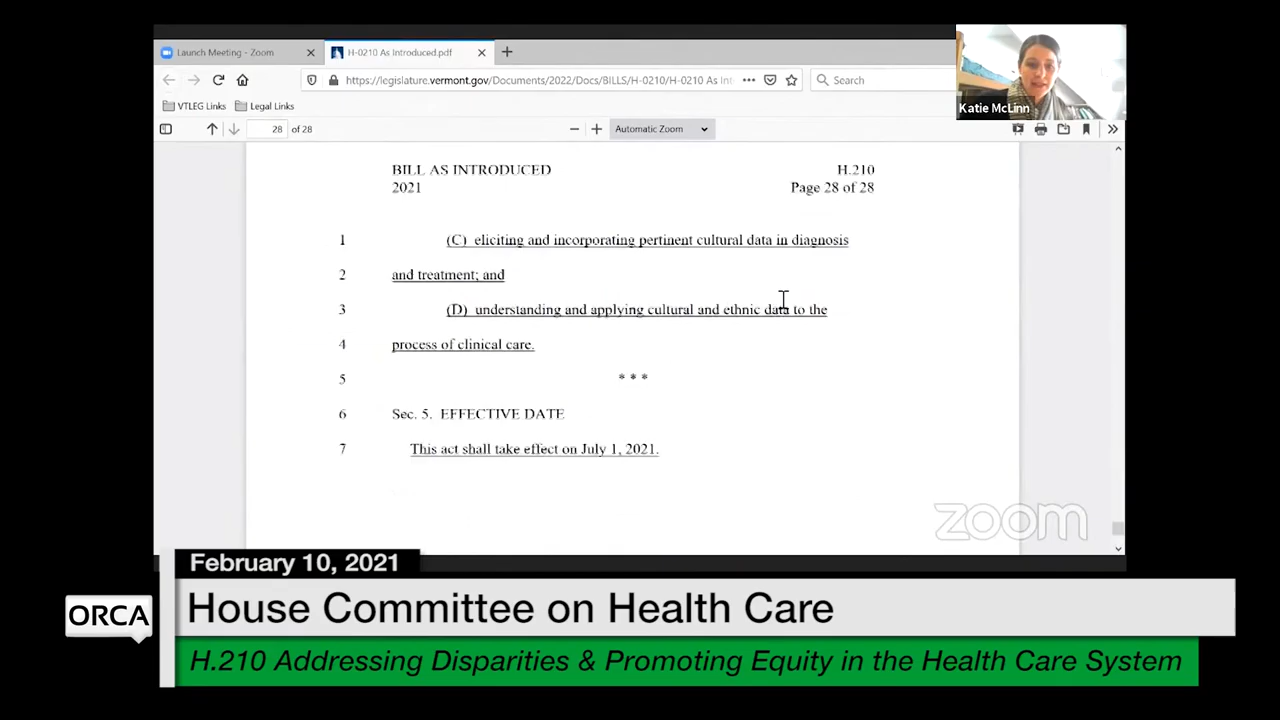 Launch Meeting - Zoom
H-0210 As Introduced.pdf
https://legislature.vermont.gov/Documents/2022/Docs/BILLS/H-0210/H-0210 As Int
Search
VTLEG Links
Legal Links
28 of 28
Automatic Zoom
Katie McLinn
BILL AS INTRODUCED H.210
2021 Page 28 of 28
1 (C) eliciting and incorporating pertinent cultural data in diagnosis
2 and treatment; and
3 (D) understanding and applying cultural and ethnic data to the
4 process of clinical care.
5 * * *
6 Sec. 5. EFFECTIVE DATE
7 This act shall take effect on July 1, 2021.
zoom
February 10, 2021
ORCA
House Committee on Health Care
H.210 Addressing Disparities & Promoting Equity in the Health Care System